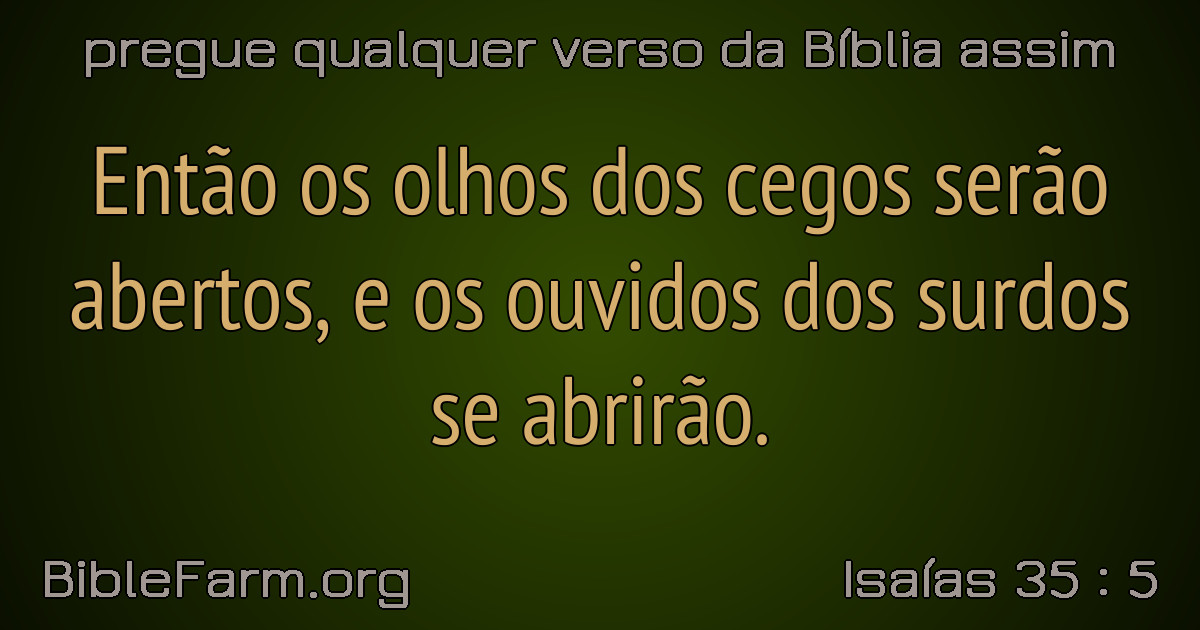 pregue qualquer verso da Bíblia assim
Então os olhos dos cegos serão
abertos, e os ouvidos dos surdos
se abrirão.
BibleFarm.org
Isaías 35 : 5